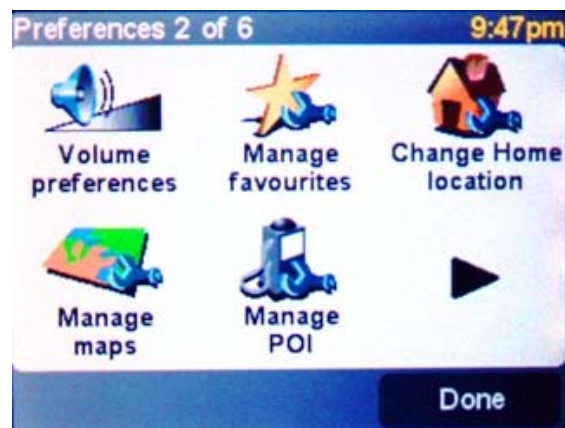 Preferences 2 of 6
9:47pm
Volume
preferences
Manage
favourites
Change Home
location
Manage
maps
Manage
POI
Done